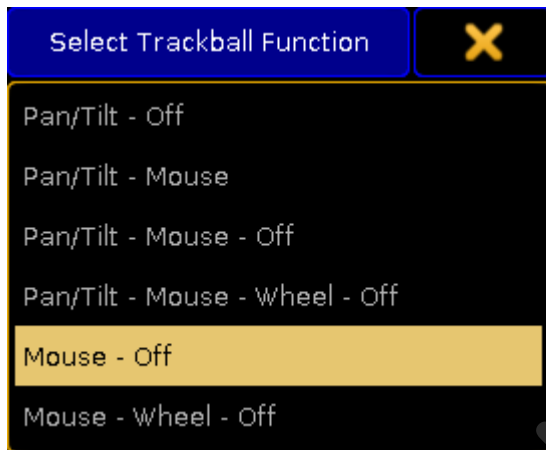 Select Trackball Function
Pan/Tilt - Off
Pan/Tilt - Mouse
Pan/Tilt - Mouse - Off
Pan/Tilt - Mouse - Wheel - Off
Mouse - Off
Mouse - Wheel - Off